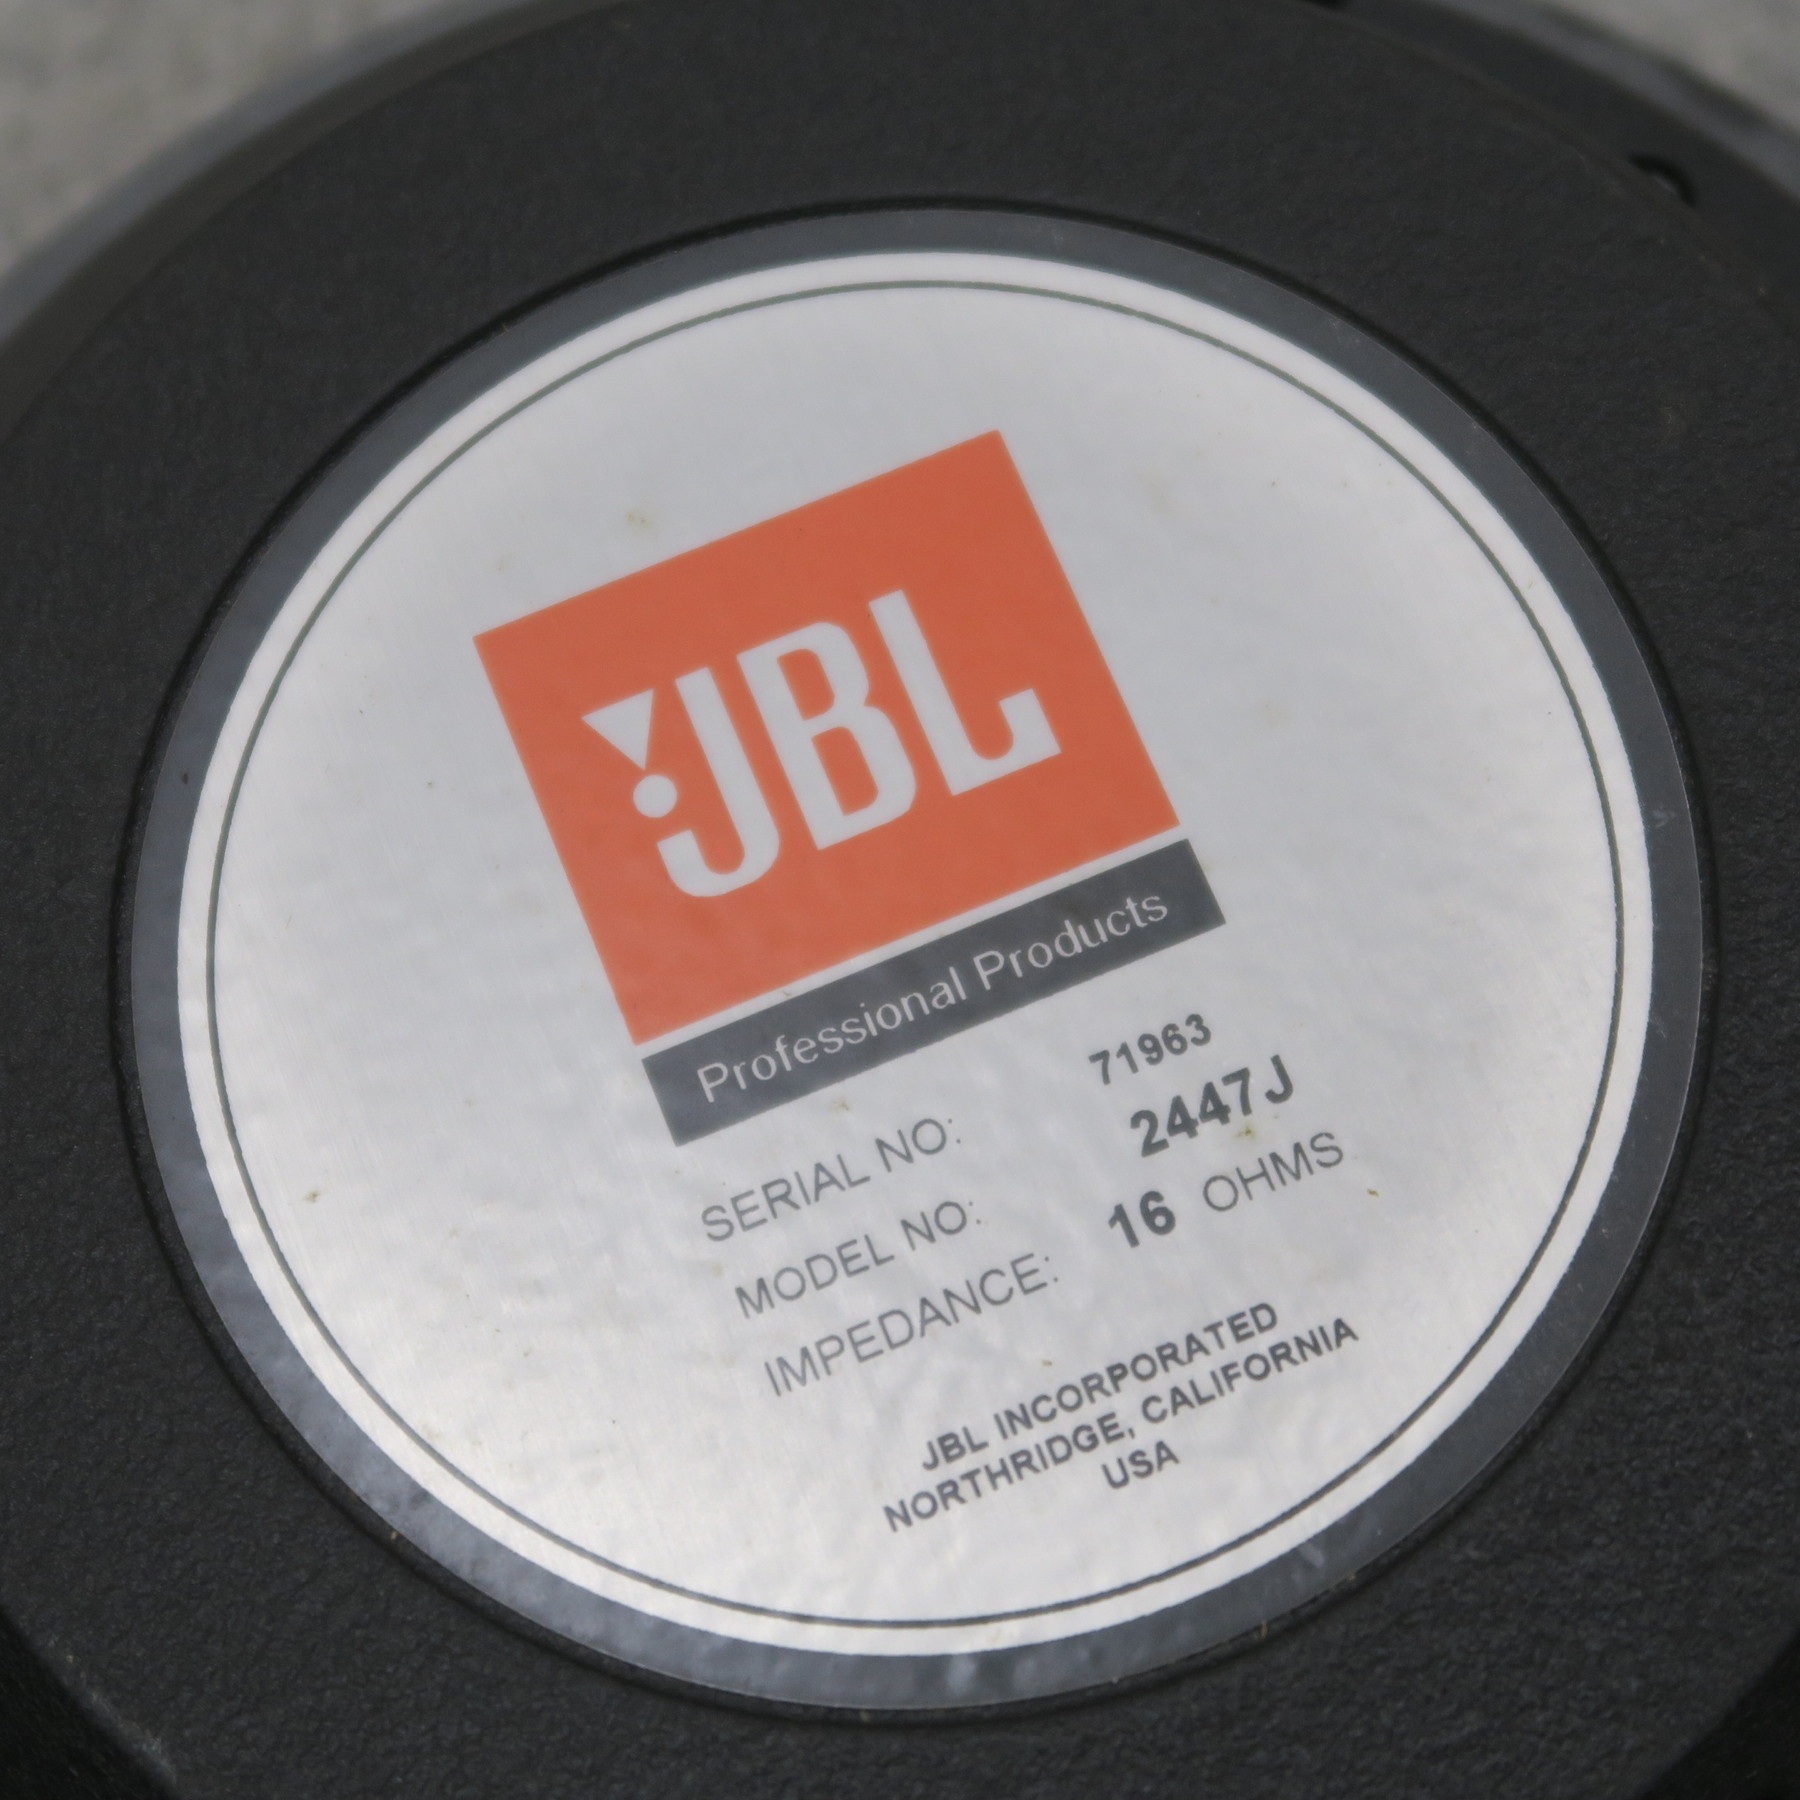 JBL
Professional Products
SERIAL NO: 71963
MODEL NO: 2447J
IMPEDANCE: 16 OHMS
JBL INCORPORATED
NORTHRIDGE, CALIFORNIA
USA